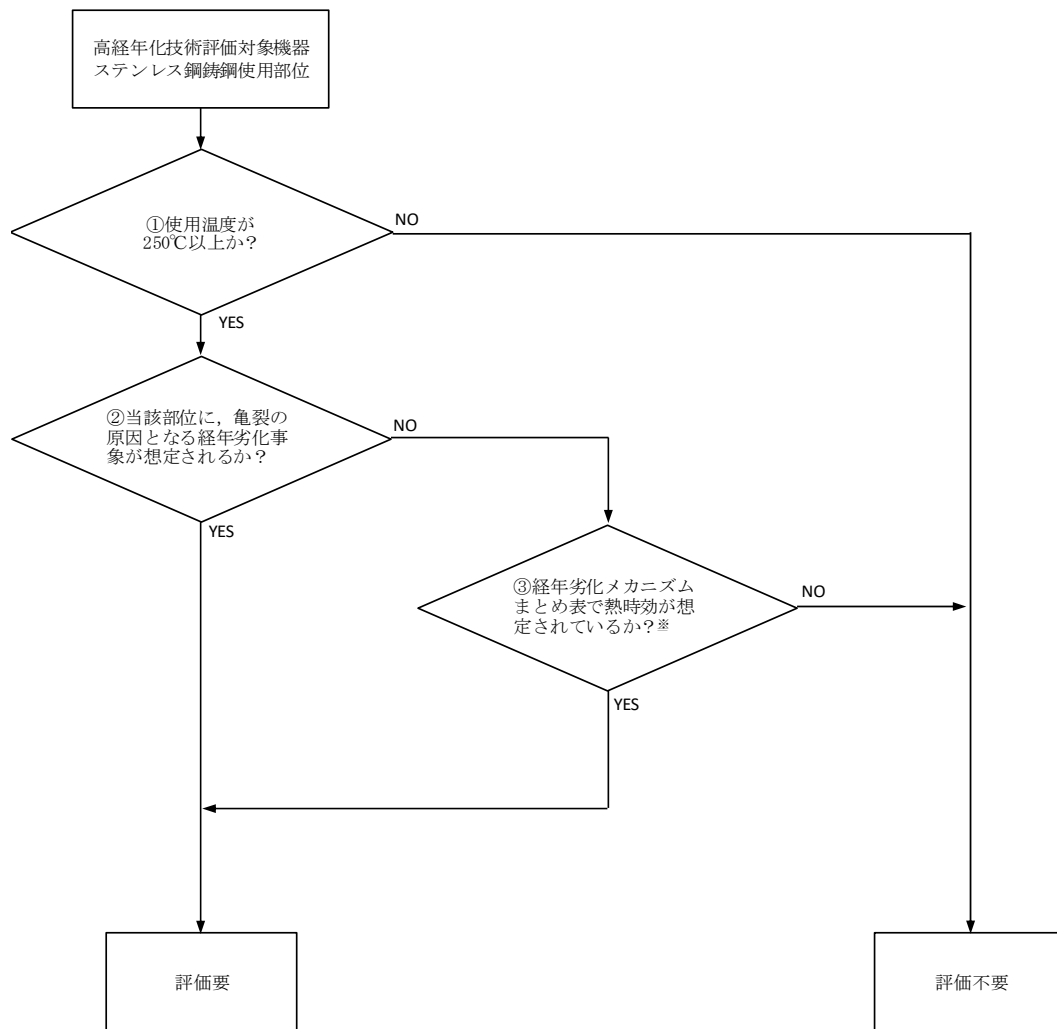 高経年化技術評価対象機器
ステンレス鋼鋳鋼使用部位
①使用温度が
250℃以上か？
NO
YES
②当該部位に，亀裂の
原因となる経年劣化事
象が想定されるか？
NO
YES
③経年劣化メカニズム
まとめ表で熱時効が想
定されているか？※
NO
YES
評価要
評価不要